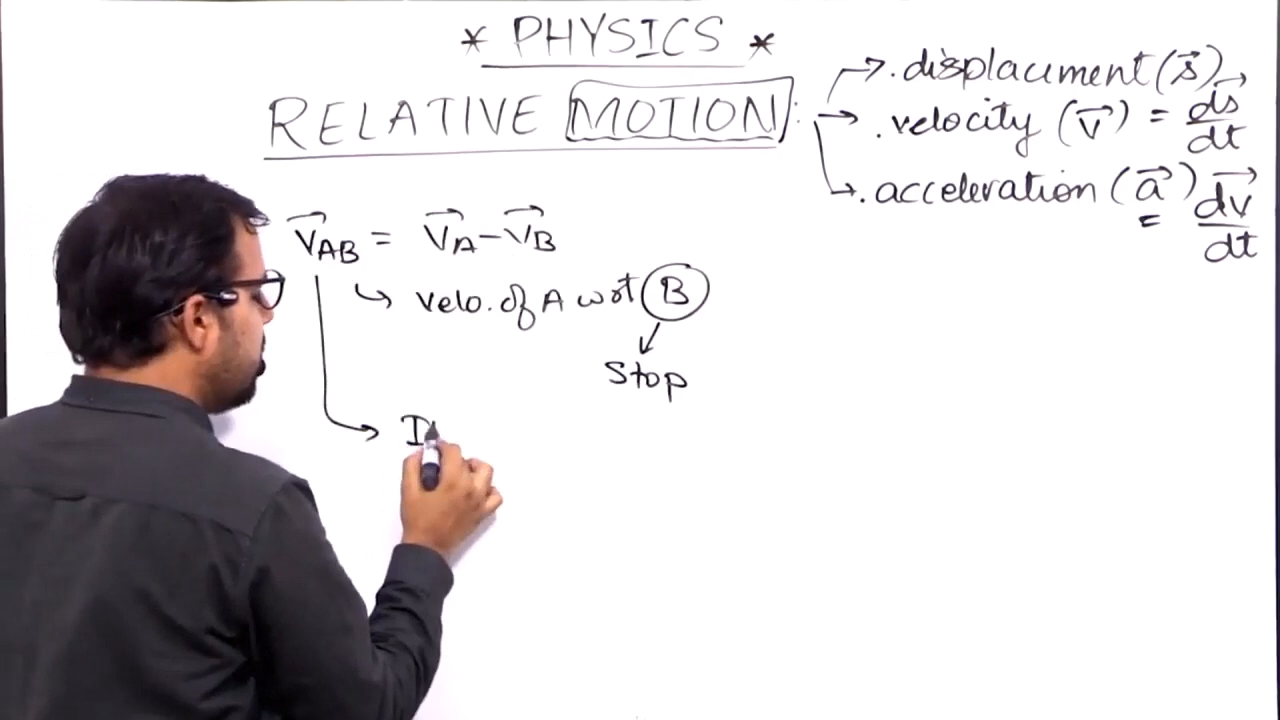 * PHYSICS *
RELATIVE MOTION :
→ . displacement (s⃗)
→ . velocity (v⃗) = ds⃗/dt
→ . acceleration (a⃗) dv⃗/dt
v⃗AB = v⃗A - v⃗B
↪ velo. of A wrt B
Stop
I